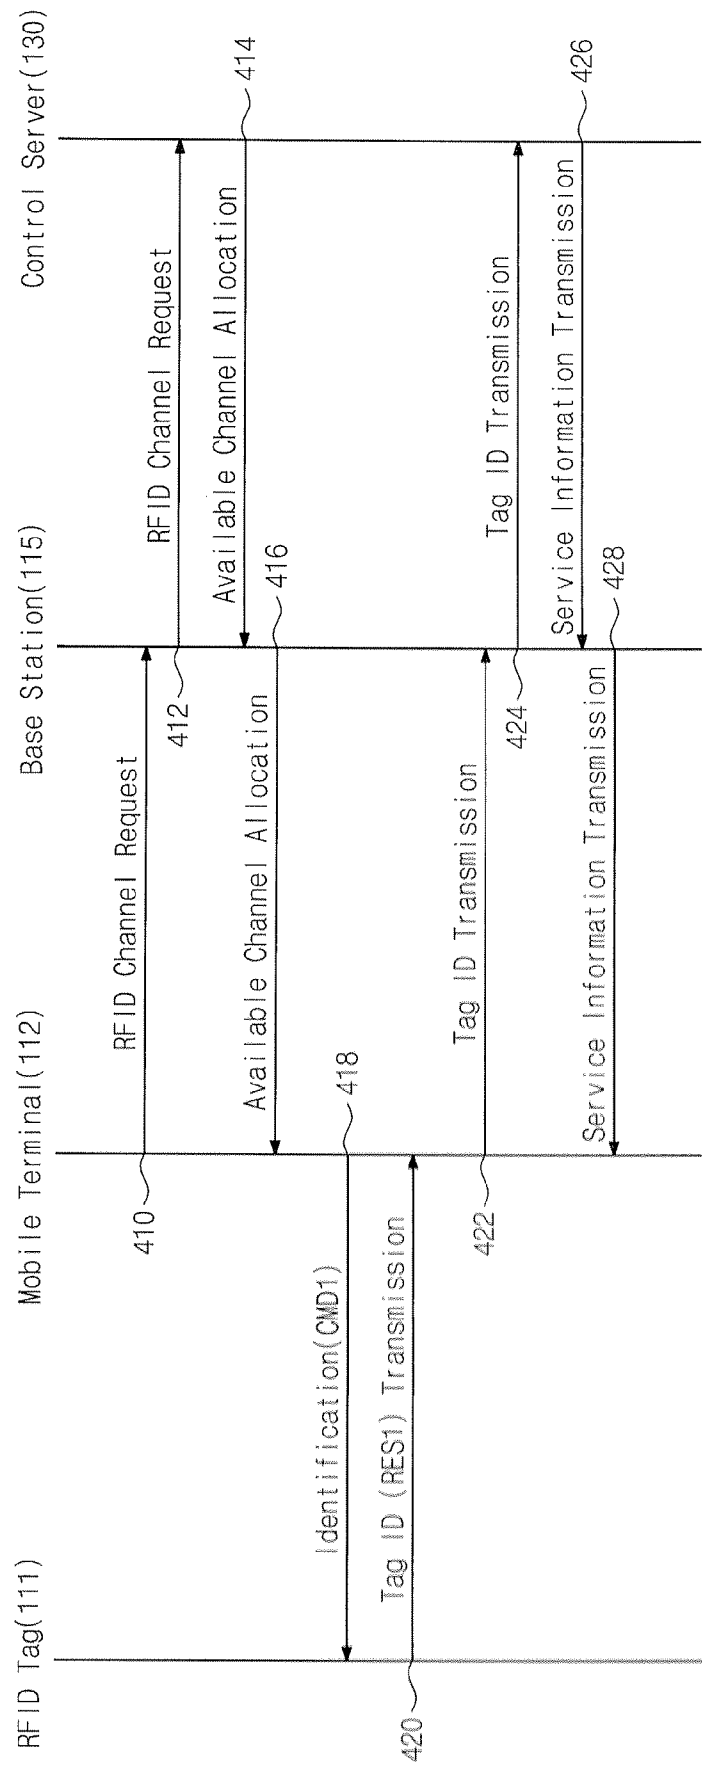 RFID Tag(111)
Mobile Terminal(112)
Base Station(115)
Control Server(130)
410
RFID Channel Request
412
RFID Channel Request
Available Channel Allocation
414
Available Channel Allocation
416
Identification(CMD1)
418
420
Tag ID (RES1) Transmission
422
Tag ID Transmission
424
Tag ID Transmission
Service Information Transmission
426
Service Information Transmission
428